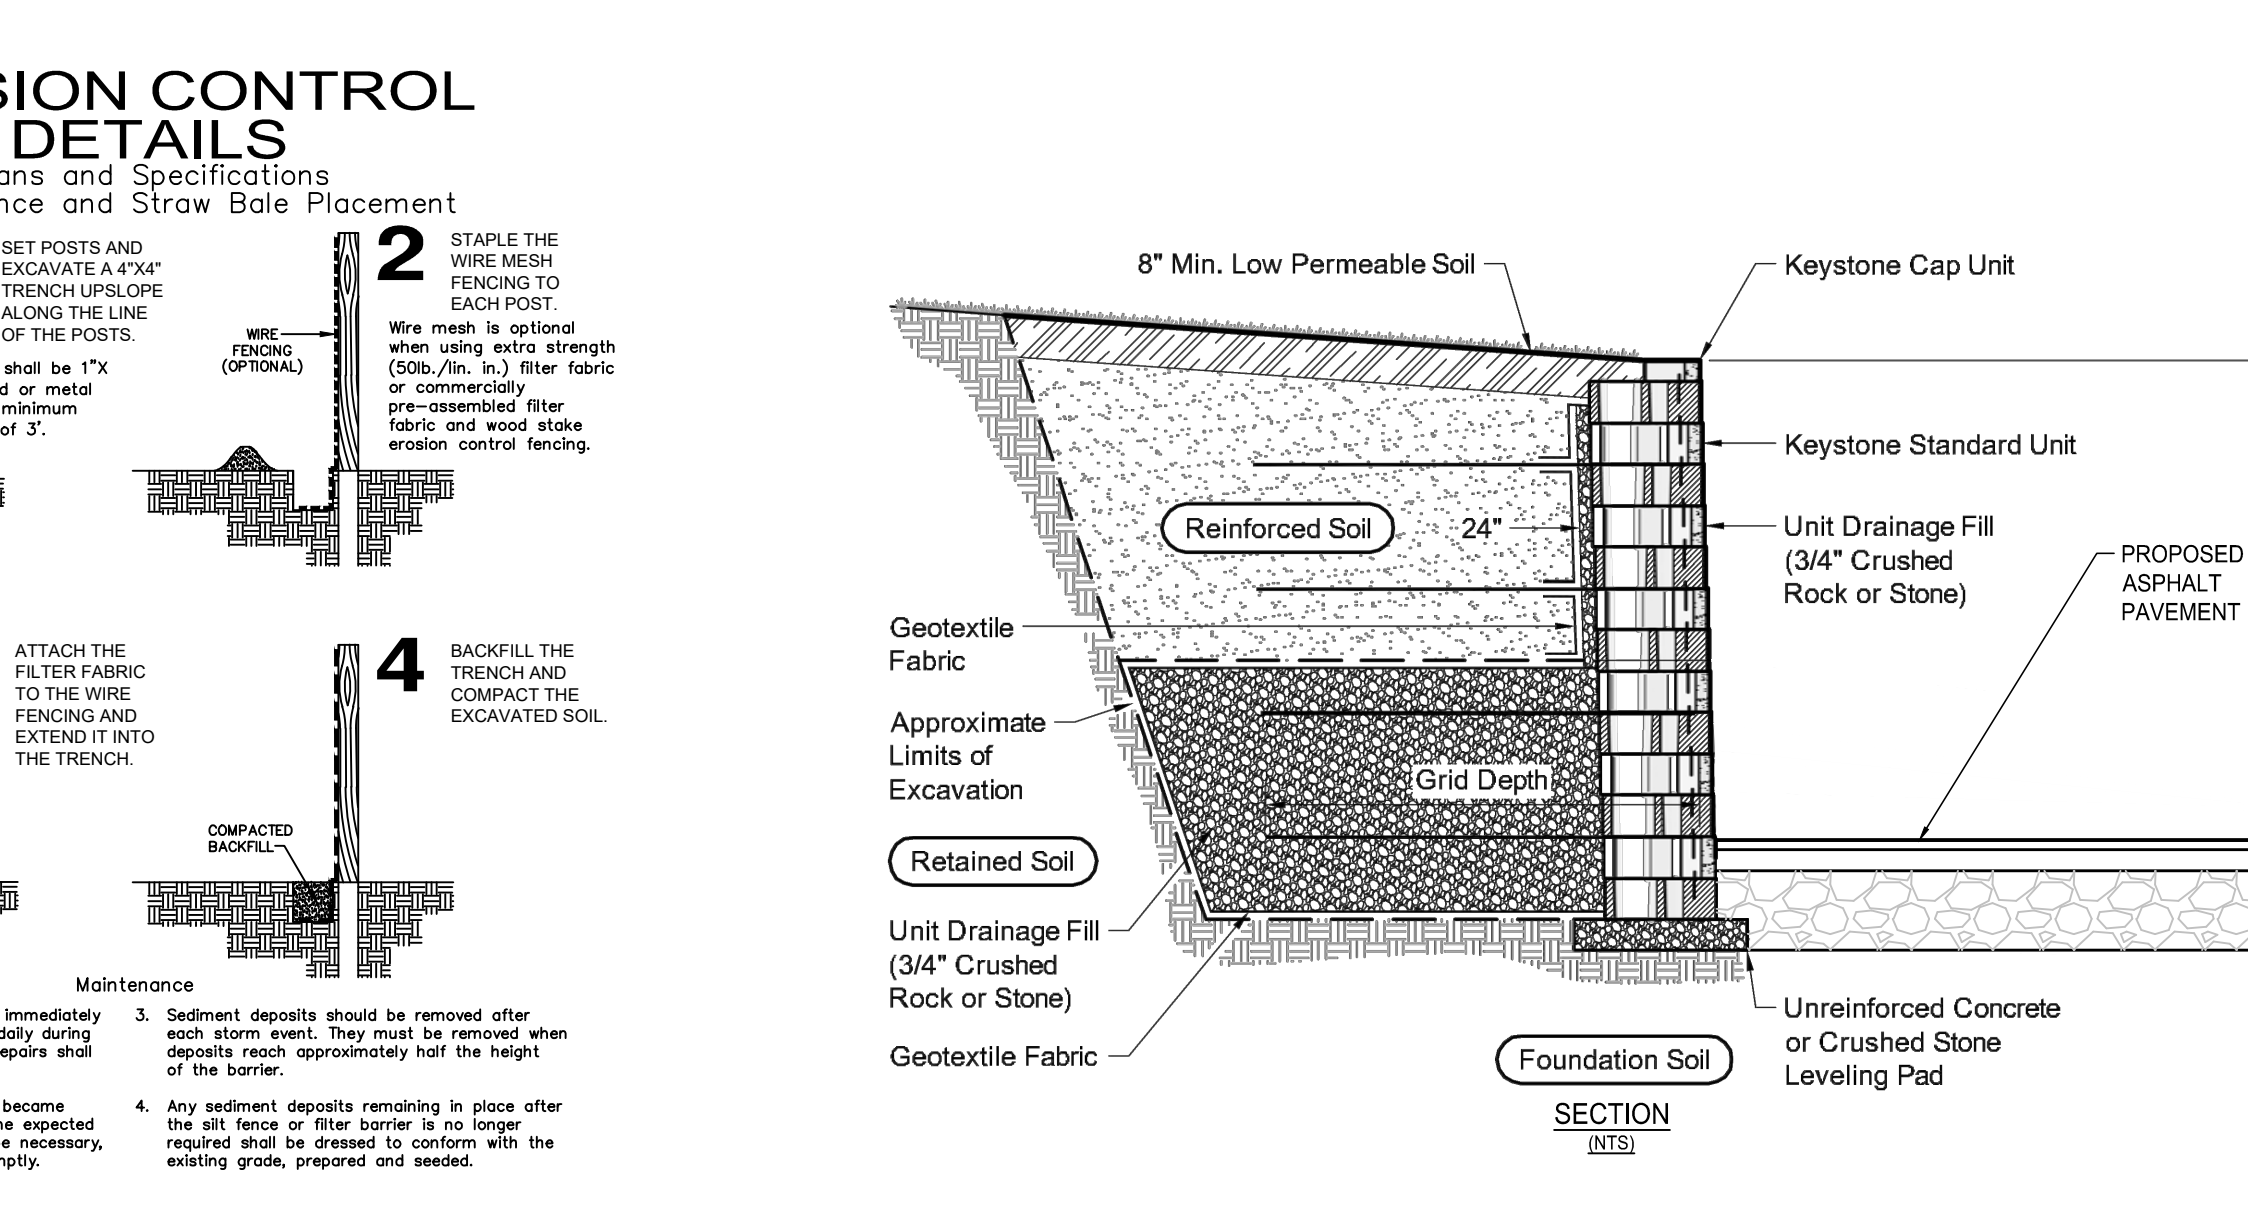 SION CONTROL
DETAILS
ans and Specifications
nce and Straw Bale Placement
SET POSTS AND
EXCAVATE A 4"X4"
TRENCH UPSLOPE
ALONG THE LINE
OF THE POSTS.
shall be 1"X
d or metal
minimum
of 3'.
WIRE
FENCING
(OPTIONAL)
2
STAPLE THE
WIRE MESH
FENCING TO
EACH POST.
Wire mesh is optional
when using extra strength
(50lb./lin. in.) filter fabric
or commercially
pre-assembled filter
fabric and wood stake
erosion control fencing.
ATTACH THE
FILTER FABRIC
TO THE WIRE
FENCING AND
EXTEND IT INTO
THE TRENCH.
COMPACTED
BACKFILL
4
BACKFILL THE
TRENCH AND
COMPACT THE
EXCAVATED SOIL.
Maintenance
immediately
daily during
epairs shall
became
he expected
e necessary,
mptly.
3. Sediment deposits should be removed after
each storm event. They must be removed when
deposits reach approximately half the height
of the barrier.
4. Any sediment deposits remaining in place after
the silt fence or filter barrier is no longer
required shall be dressed to conform with the
existing grade, prepared and seeded.
8" Min. Low Permeable Soil
Keystone Cap Unit
Keystone Standard Unit
Reinforced Soil
24"
Unit Drainage Fill
(3/4" Crushed
Rock or Stone)
PROPOSED
ASPHALT
PAVEMENT
Geotextile
Fabric
Approximate
Limits of
Excavation
Grid Depth
Retained Soil
Unit Drainage Fill
(3/4" Crushed
Rock or Stone)
Geotextile Fabric
Unreinforced Concrete
or Crushed Stone
Leveling Pad
Foundation Soil
SECTION
(NTS)